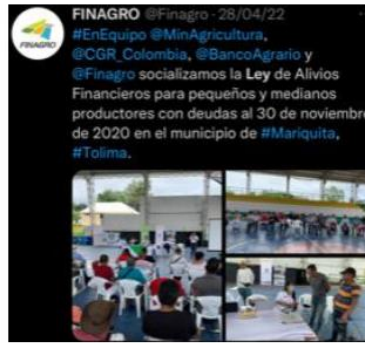 FINAGRO @Finagro · 28/04/22
FINAGRO
#EnEquipo @MinAgricultura,
@CGR_Colombia, @BancoAgrario y
@Finagro socializamos la Ley de Alivios
Financieros para pequeños y medianos
productores con deudas al 30 de noviembre
de 2020 en el municipio de #Mariquita,
#Tolima.